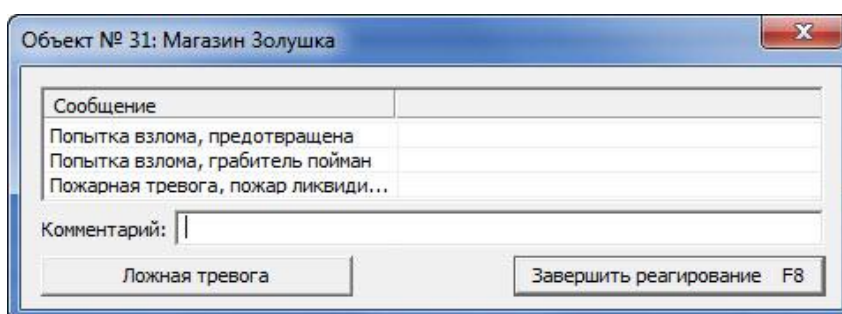 Объект № 31: Магазин Золушка
Сообщение
Попытка взлома, предотвращена
Попытка взлома, грабитель пойман
Пожарная тревога, пожар ликвиди...
Комментарий:
Ложная тревога
Завершить реагирование F8